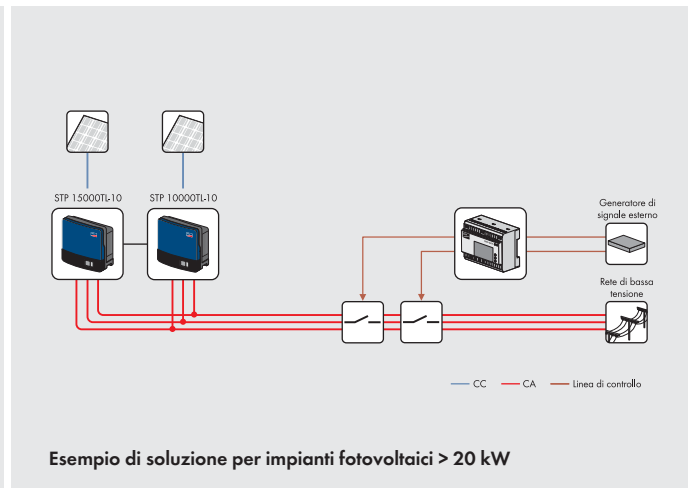 STP 15000TL-10 STP 10000TL-10
Generatore di
signale esterno
Rete di bassa
tensione
CC CA Linea di controllo
Esempio di soluzione per impianti fotovoltaici > 20 kW